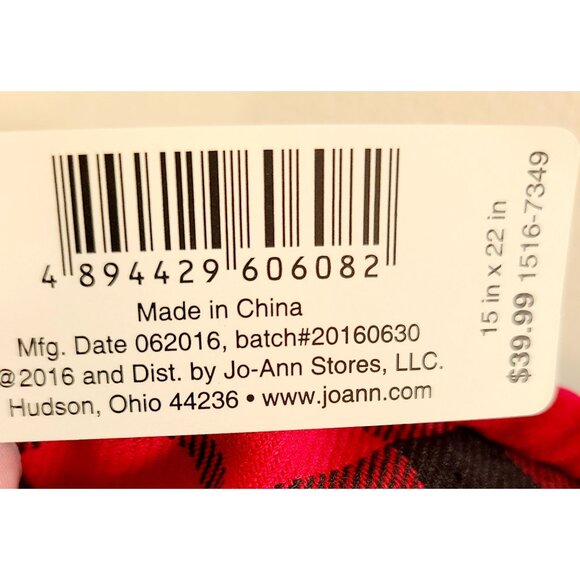 4 894429 606082
Made in China
Mfg. Date 062016, batch#20160630
@2016 and Dist. by Jo-Ann Stores, LLC.
Hudson, Ohio 44236 • www.joann.com
15 in x 22 in
$39.99 1516-7349